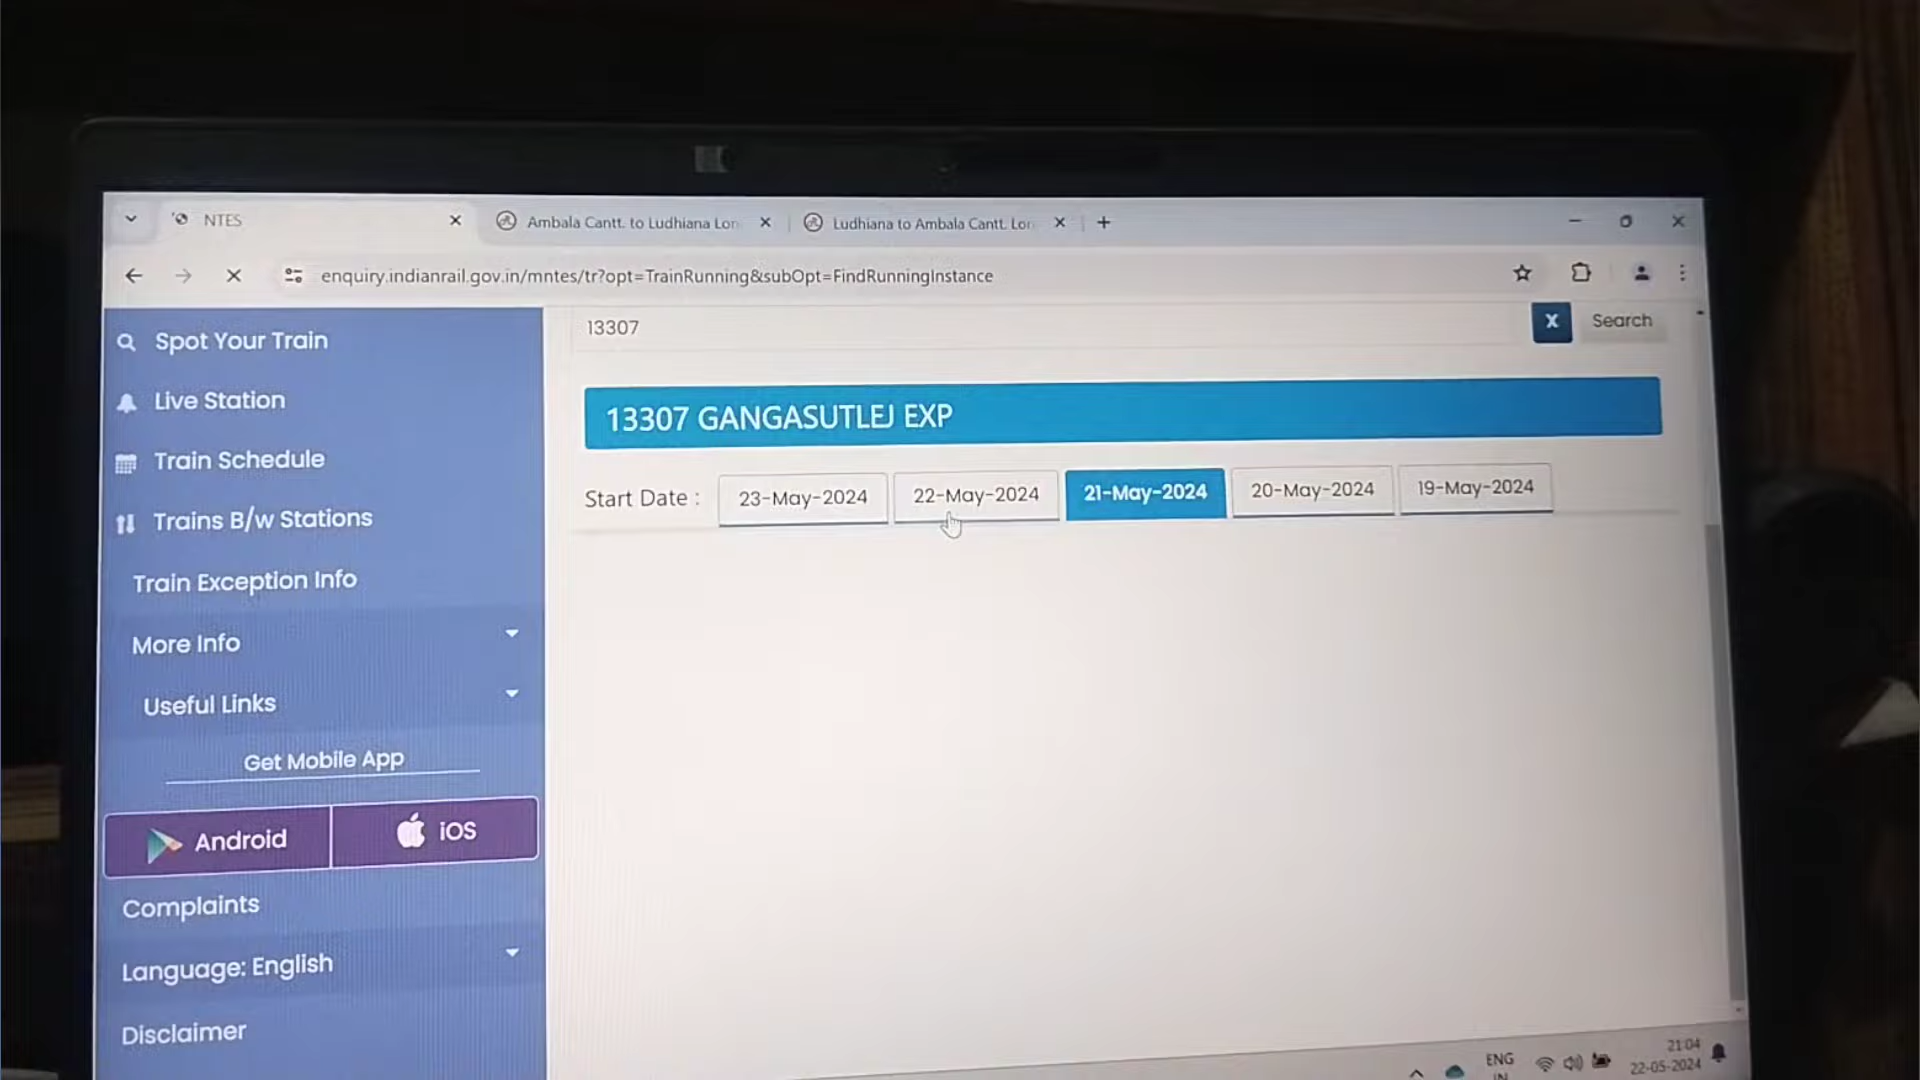 NTES
Ambala Cantt. to Ludhiana Lon
Ludhiana to Ambala Cantt. Lon
enquiry.indianrail.gov.in/mntes/tr?opt=TrainRunning&subOpt=FindRunningInstance
13307
X
Search
13307 GANGASUTLEJ EXP
Start Date :
23-May-2024
22-May-2024
21-May-2024
20-May-2024
19-May-2024
Spot Your Train
Live Station
Train Schedule
Trains B/w Stations
Train Exception Info
More Info
Useful Links
Get Mobile App
Android
iOS
Complaints
Language: English
Disclaimer
ENG
IN
21:04
22-05-2024